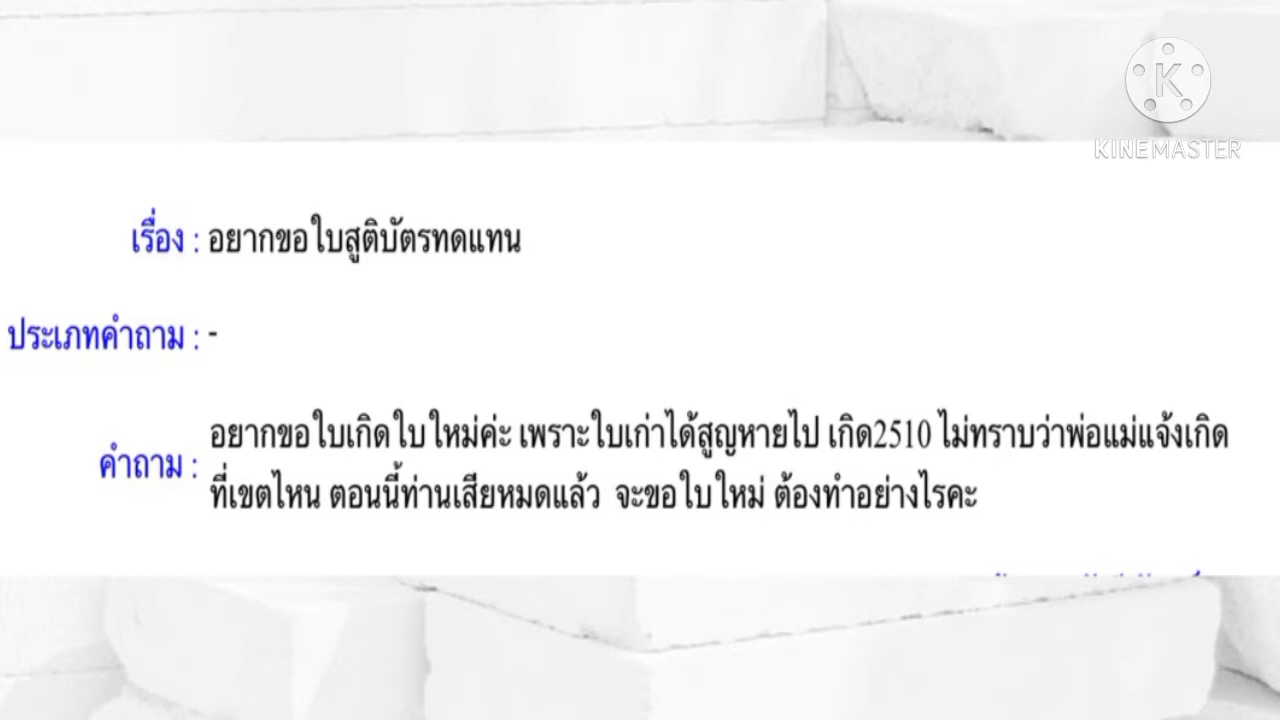 K
KINEMASTER
เรื่อง : อยากขอใบสูติบัตรทดแทน
ประเภทคำถาม : -
คำถาม : อยากขอใบเกิดใบใหม่ค่ะ เพราะใบเก่าได้สูญหายไป เกิด2510 ไม่ทราบว่าพ่อแม่แจ้งเกิด
ที่เขตไหน ตอนนี้ท่านเสียหมดแล้ว จะขอใบใหม่ ต้องทำอย่างไรคะ